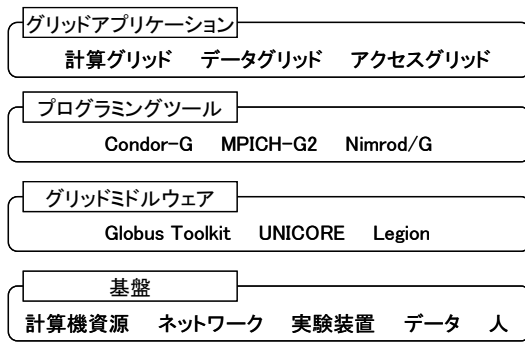 グリッドアプリケーション
計算グリッド データグリッド アクセスグリッド
プログラミングツール
Condor-G MPICH-G2 Nimrod/G
グリッドミドルウェア
Globus Toolkit UNICORE Legion
基盤
計算機資源 ネットワーク 実験装置 データ 人